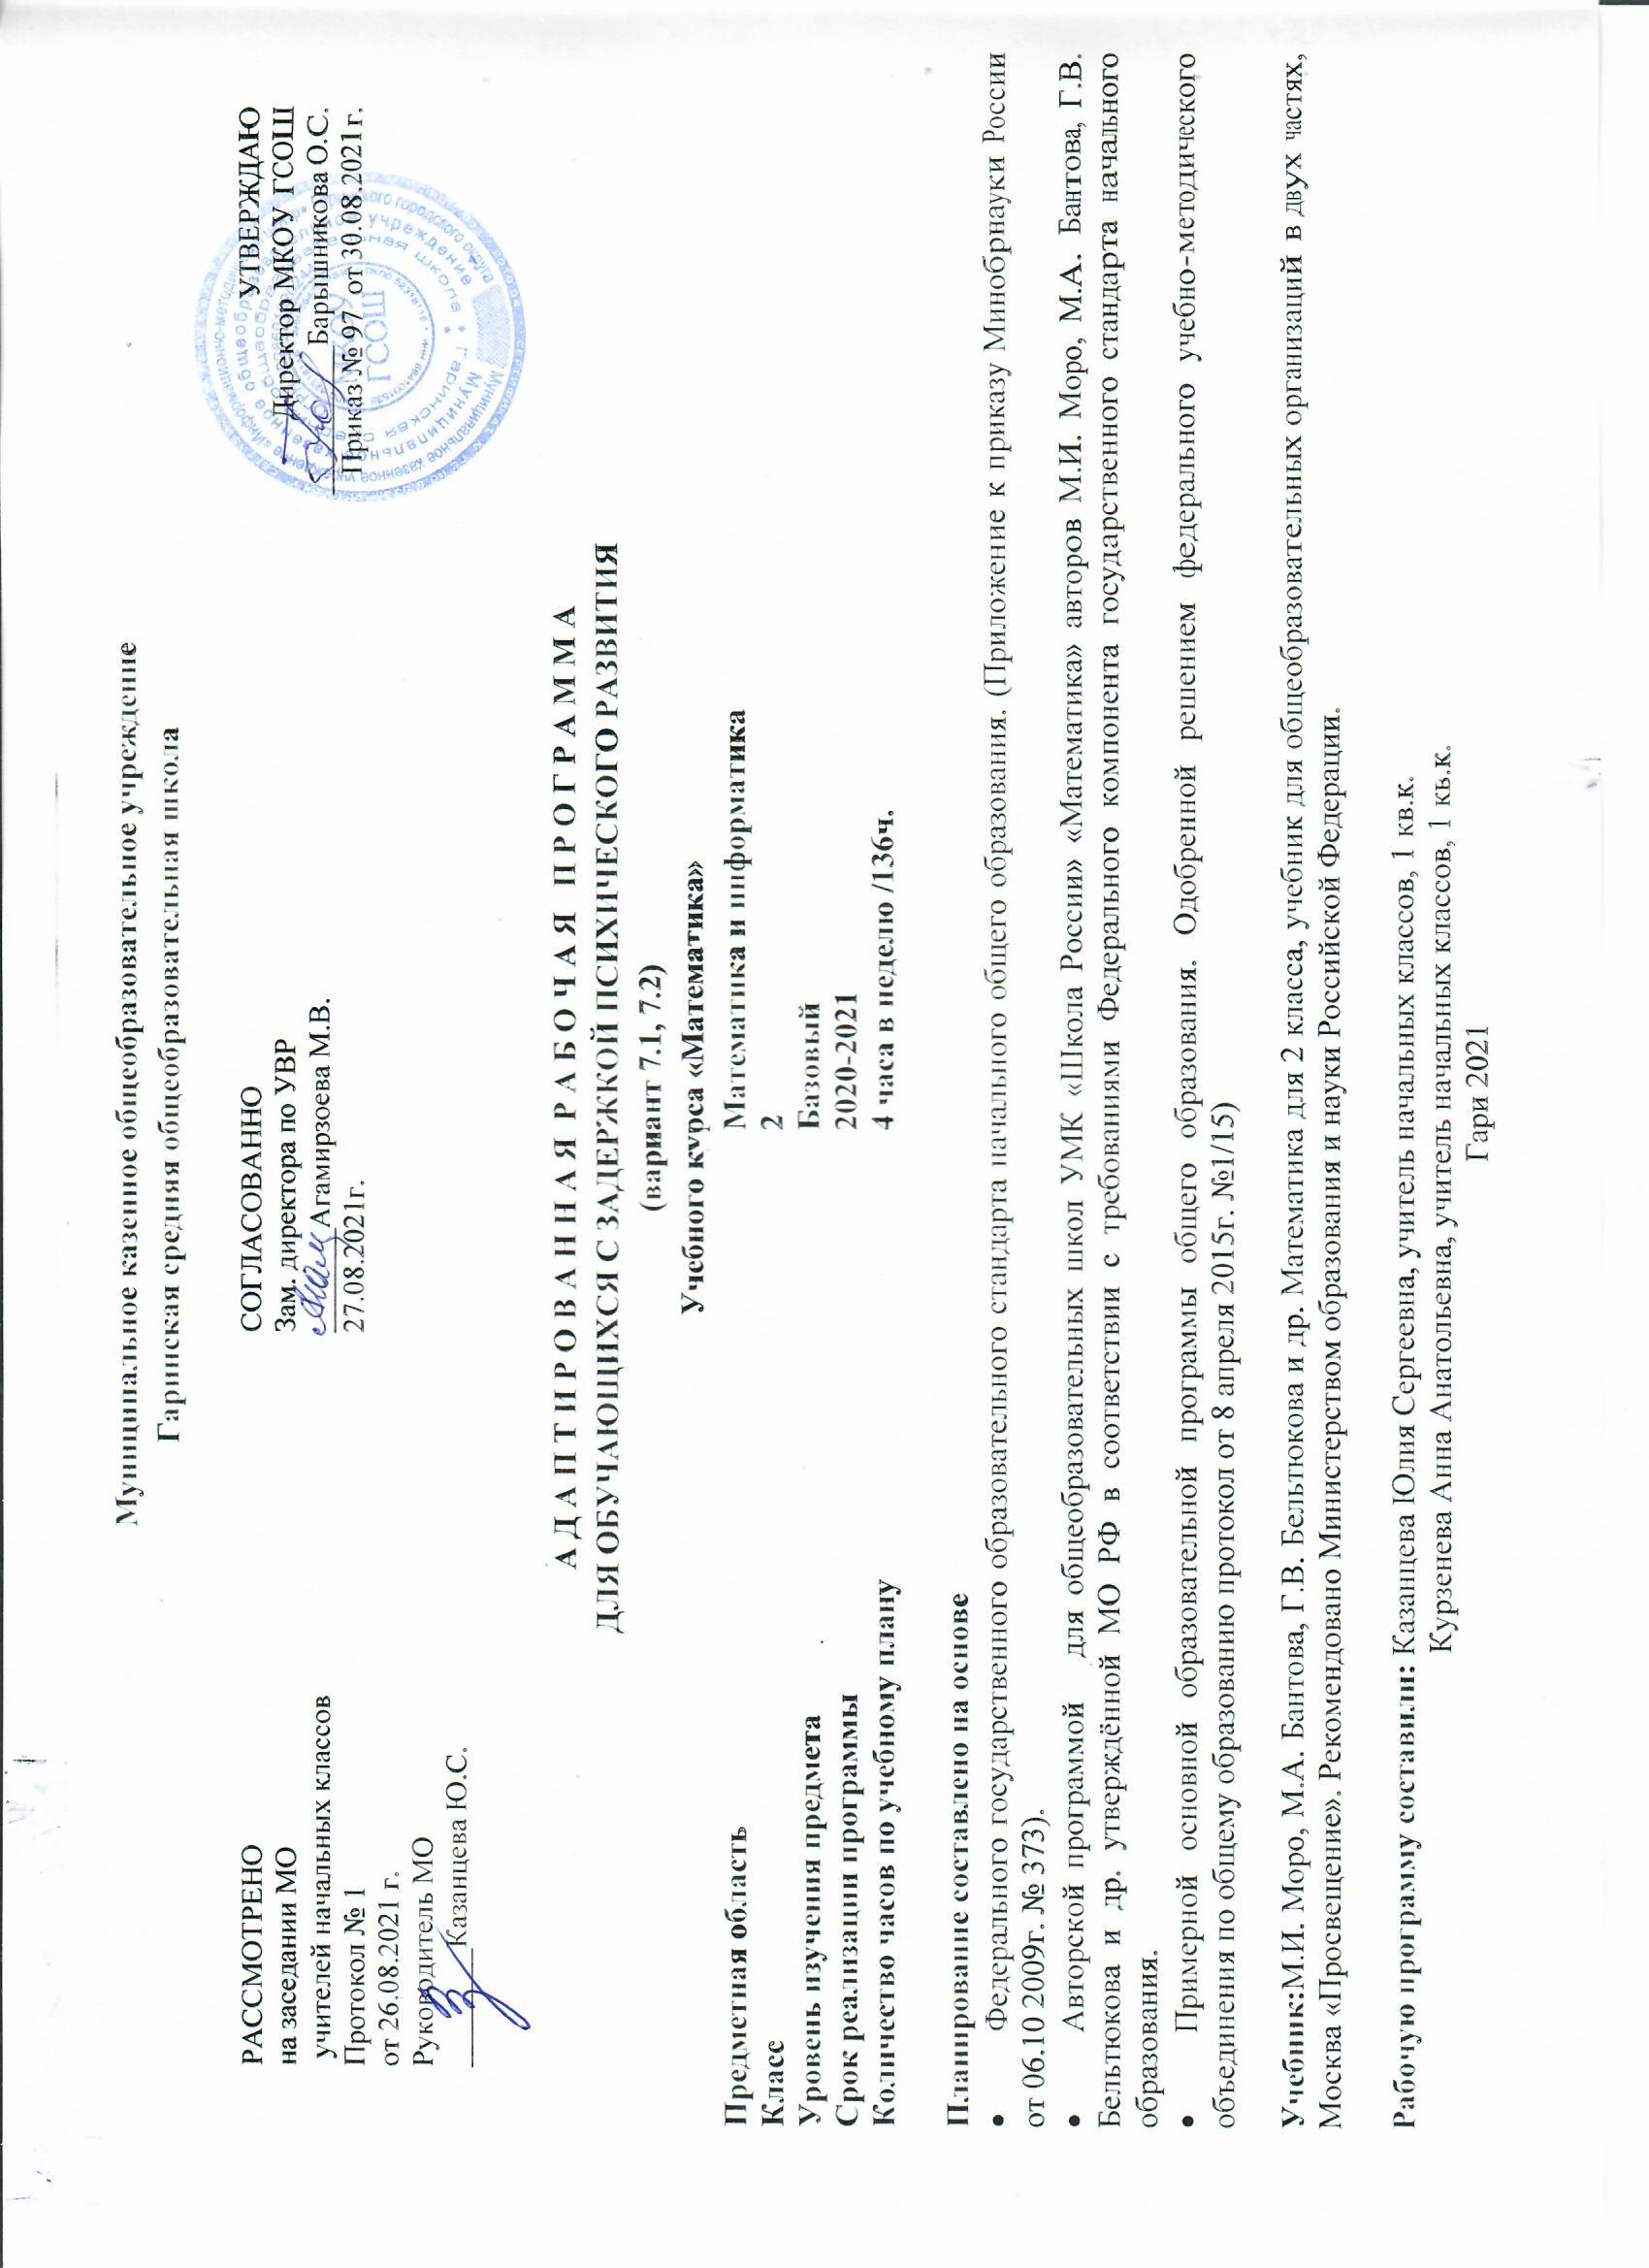 Муниципальное казенное общеобразовательное учреждение
Гаринская средняя общеобразовательная школа
РАССМОТРЕНО
на заседании МО
учителей начальных классов
Протокол № 1
от 26.08.2021 г.
Руководитель МО
Казанцева Ю.С.
СОГЛАСОВАННО
Зам. директора по УВР
Агамирзоева М.В.
27.08.2021г.
УТВЕРЖДАЮ
Директор МКОУ ГСОШ
Барышникова О.С.
Приказ № 97 от 30.08.2021г.
МКОУ
ГСОШ
А Д А П Т И Р О В А Н Н А Я Р А Б О Ч А Я П Р О Г Р А М М А
ДЛЯ ОБУЧАЮЩИХСЯ С ЗАДЕРЖКОЙ ПСИХИЧЕСКОГО РАЗВИТИЯ
(вариант 7.1, 7.2)
Учебного курса «Математика»
Предметная область Математика и информатика
Класс 2
Уровень изучения предмета Базовый
Срок реализации программы 2020-2021
Количество часов по учебному плану 4 часа в неделю /136ч.
Планирование составлено на основе
• Федерального государственного образовательного стандарта начального общего образования. (Приложение к приказу Минобрнауки России
от 06.10 2009г. № 373).
• Авторской программой для общеобразовательных школ УМК «Школа России» «Математика» авторов М.И. Моро, М.А. Бантова, Г.В.
Бельтюкова и др. утверждённой МО РФ в соответствии с требованиями Федерального компонента государственного стандарта начального
образования.
• Примерной основной образовательной программы общего образования. Одобренной решением федерального учебно-методического
объединения по общему образованию протокол от 8 апреля 2015г. №1/15)
Учебник:М.И. Моро, М.А. Бантова, Г.В. Бельтюкова и др. Математика для 2 класса, учебник для общеобразовательных организаций в двух частях,
Москва «Просвещение». Рекомендовано Министерством образования и науки Российской Федерации.
Рабочую программу составили: Казанцева Юлия Сергеевна, учитель начальных классов, 1 кв.к.
Курзенева Анна Анатольевна, учитель начальных классов, 1 кв.к.
Гари 2021